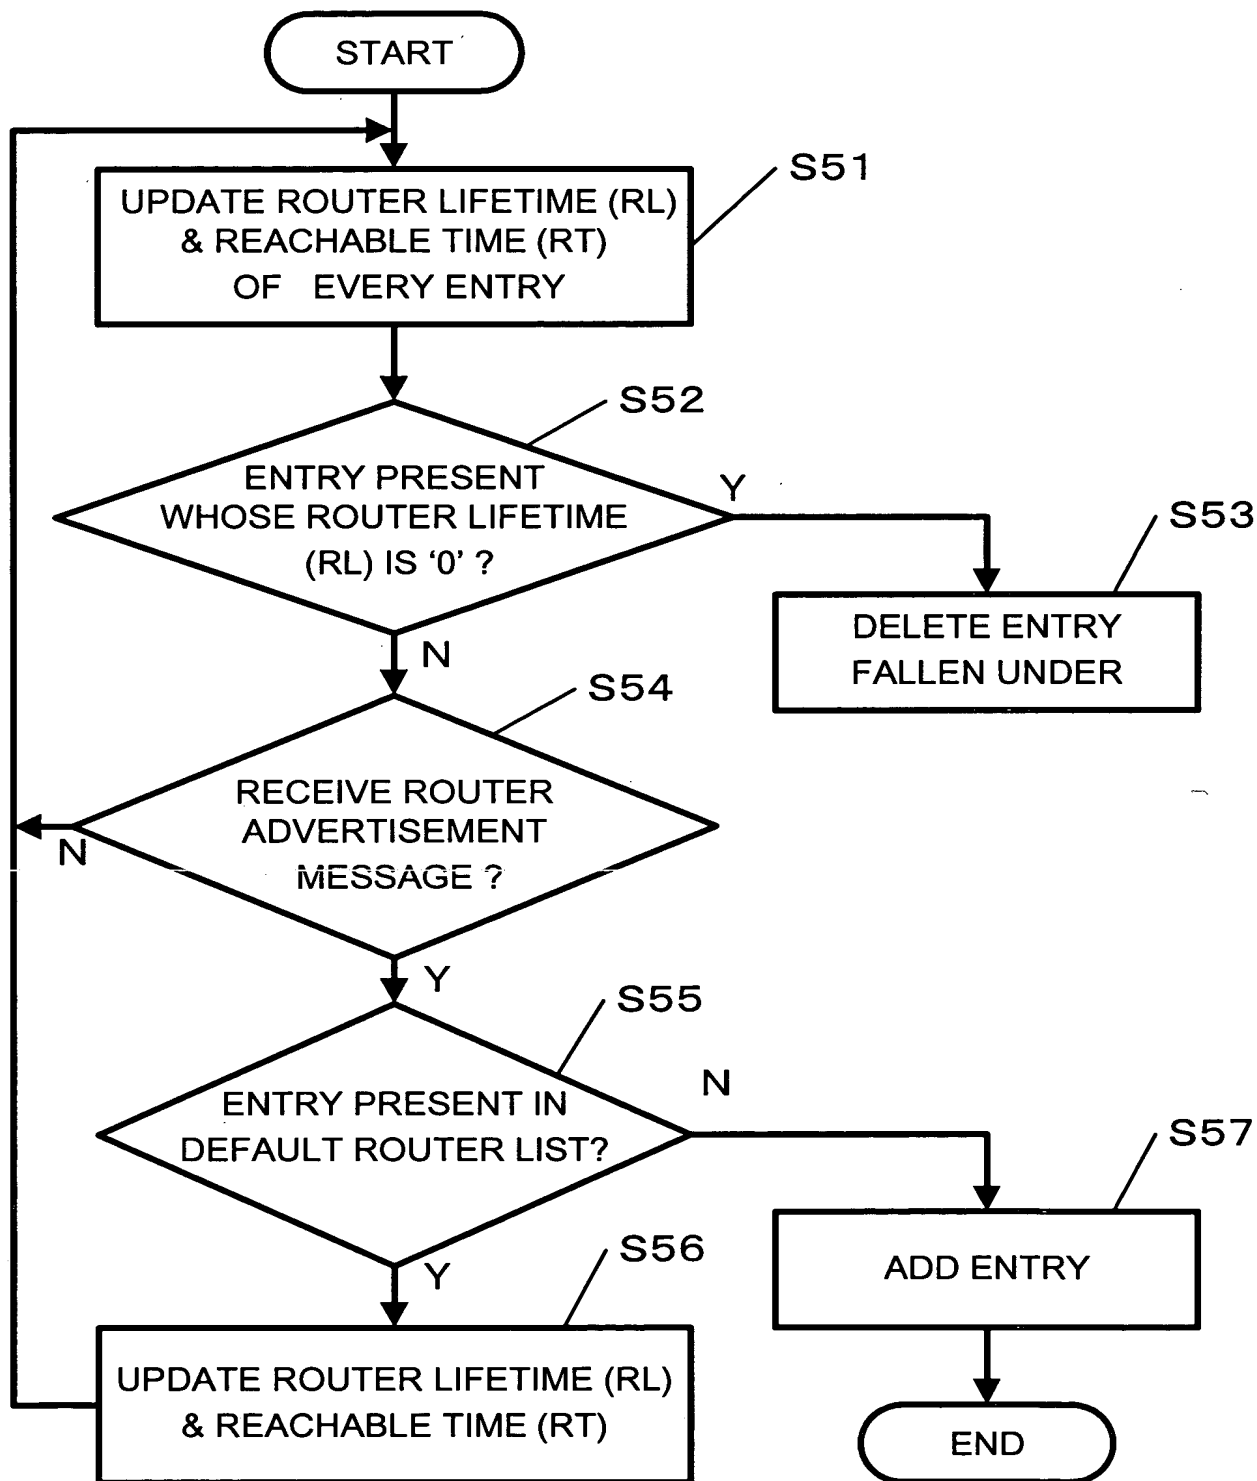 START
S51
UPDATE ROUTER LIFETIME (RL)
& REACHABLE TIME (RT)
OF EVERY ENTRY
S52
ENTRY PRESENT
WHOSE ROUTER LIFETIME
(RL) IS ‘0’ ?
Y
S53
DELETE ENTRY
FALLEN UNDER
N
S54
RECEIVE ROUTER
ADVERTISEMENT
MESSAGE ?
N
Y
S55
ENTRY PRESENT IN
DEFAULT ROUTER LIST?
N
S57
ADD ENTRY
Y
S56
UPDATE ROUTER LIFETIME (RL)
& REACHABLE TIME (RT)
END